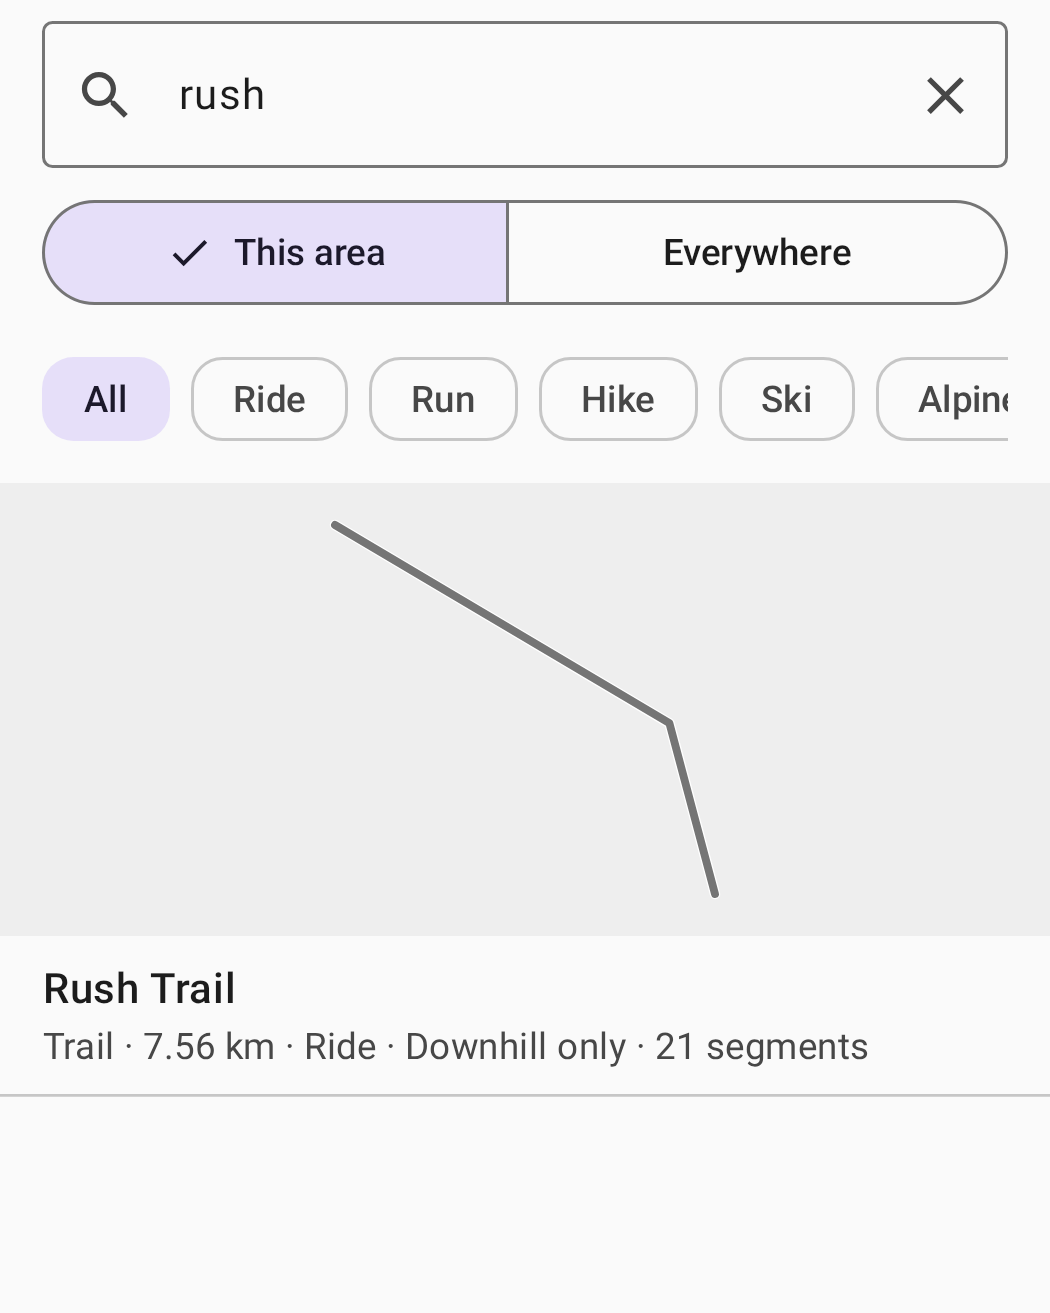 rush
This area
Everywhere
All
Ride
Run
Hike
Ski
Alpine
Rush Trail
Trail · 7.56 km · Ride · Downhill only · 21 segments